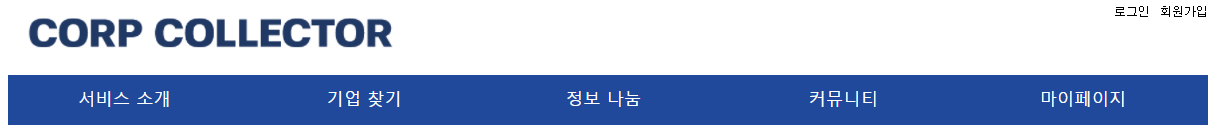 로그인 회원가입
CORP COLLECTOR
서비스 소개 기업 찾기 정보 나눔 커뮤니티 마이페이지